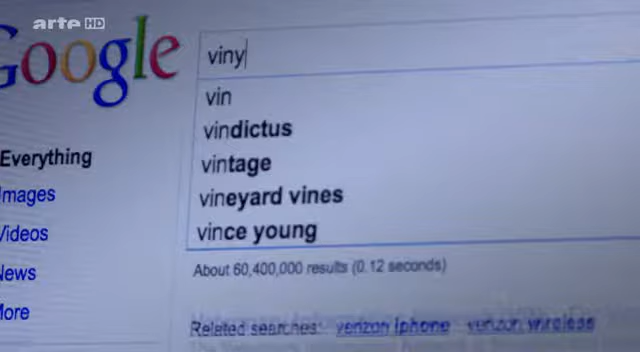 arte HD
Google
viny
vin
vindictus
vintage
vineyard vines
vince young
Everything
mages
Videos
News
More
About 60,400,000 results (0.12 seconds)
Related searches: verizon iphone verizon wireless